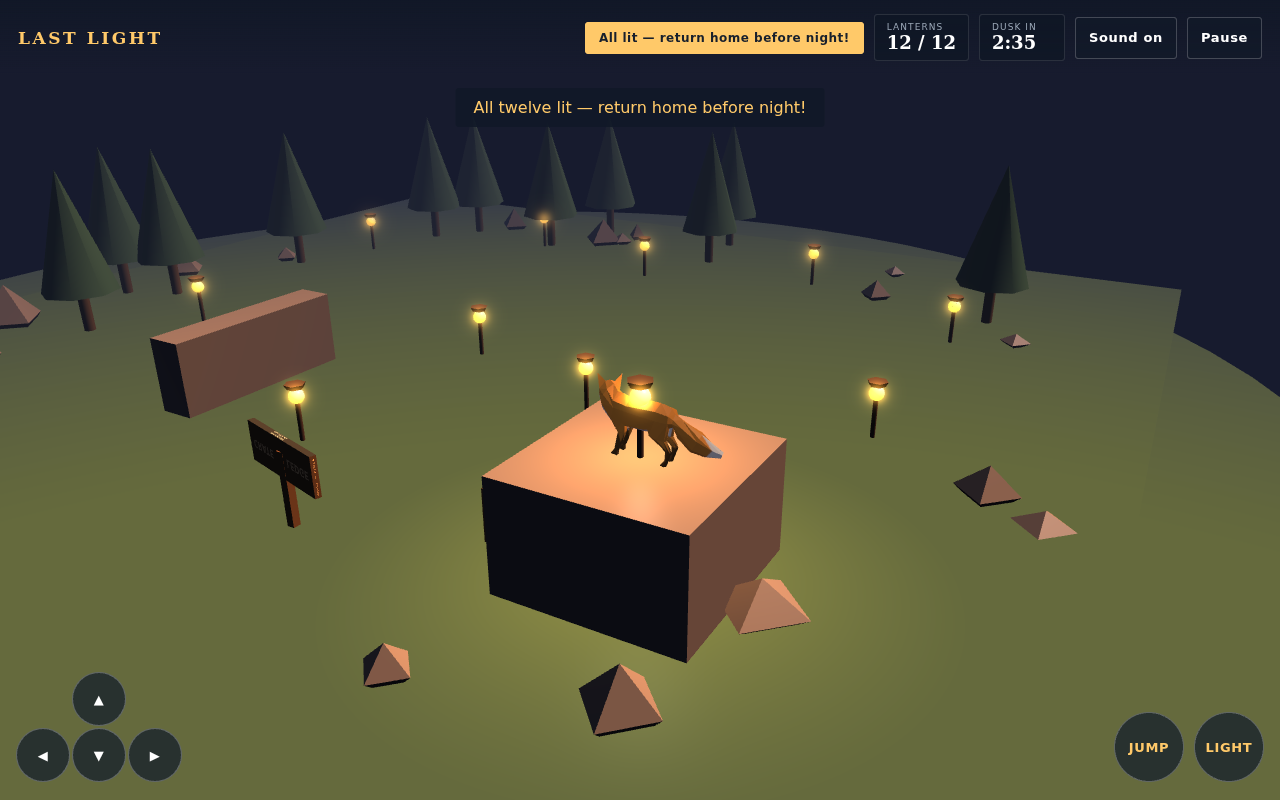 LAST LIGHT
All lit — return home before night!
LANTERNS
12 / 12
DUSK IN
2:35
Sound on
Pause
All twelve lit — return home before night!
JUMP
LIGHT